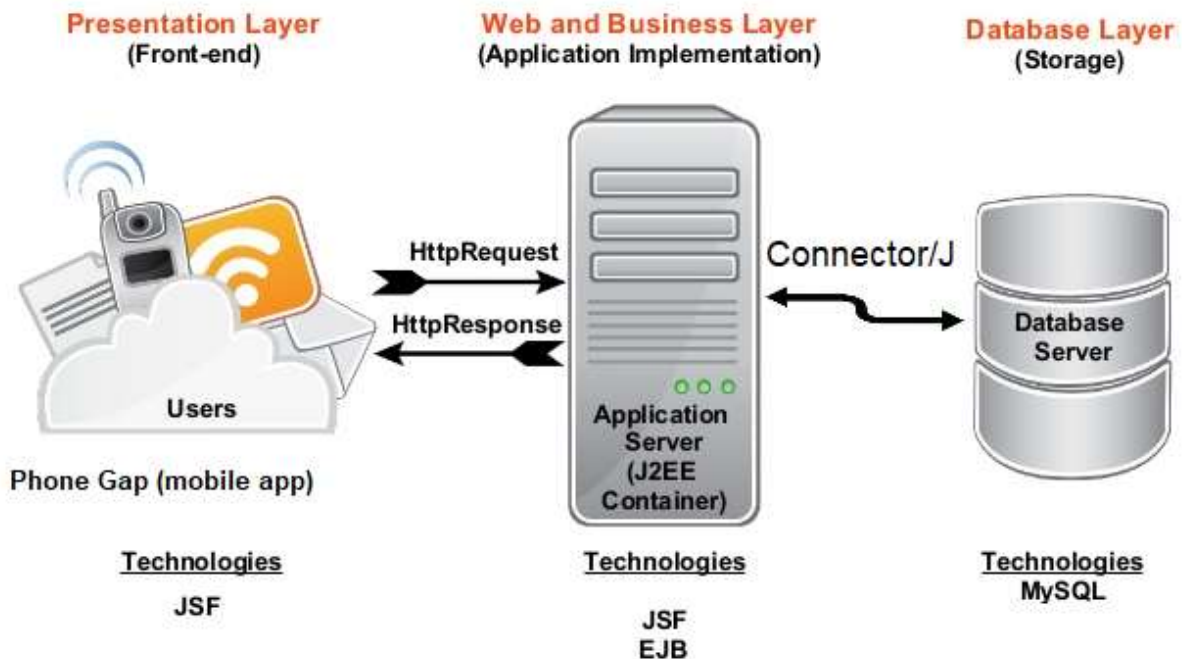 Presentation Layer
(Front-end)
Web and Business Layer
(Application Implementation)
Database Layer
(Storage)
HttpRequest
HttpResponse
Connector/J
Users
Application
Server
(J2EE
Container)
Database
Server
Phone Gap (mobile app)
Technologies
JSF
Technologies
JSF
EJB
Technologies
MySQL